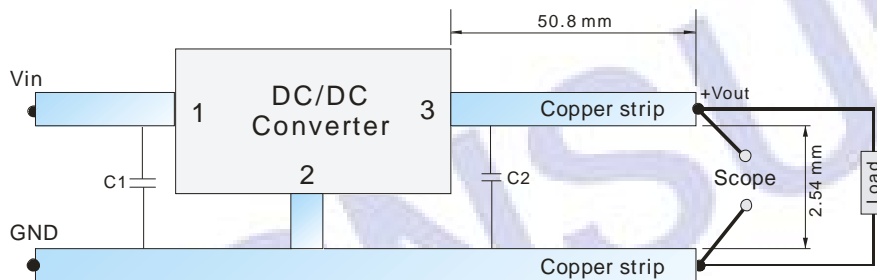 50.8 mm
Vin
DC/DC
Converter
1
3
2
Copper strip
+Vout
C1
C2
Scope
2.54 mm
Load
GND
Copper strip